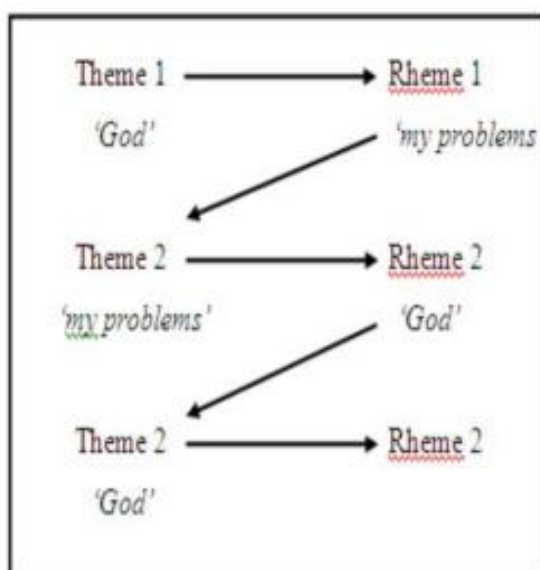 Theme 1 Rheme 1
‘God’ ‘my problems
Theme 2 Rheme 2
‘my problems’ ‘God’
Theme 2 Rheme 2
‘God’